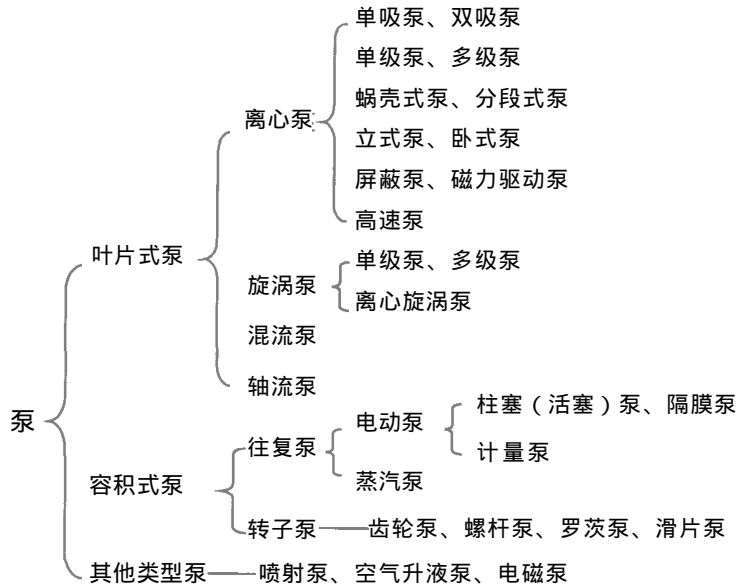 单吸泵、双吸泵
单级泵、多级泵
蜗壳式泵、分段式泵
离心泵
立式泵、卧式泵
屏蔽泵、磁力驱动泵
高速泵
叶片式泵
单级泵、多级泵
旋涡泵
离心旋涡泵
混流泵
轴流泵
柱塞（活塞）泵、隔膜泵
泵
电动泵
往复泵
计量泵
容积式泵
蒸汽泵
转子泵
齿轮泵、螺杆泵、罗茨泵、滑片泵
其他类型泵
喷射泵、空气升液泵、电磁泵